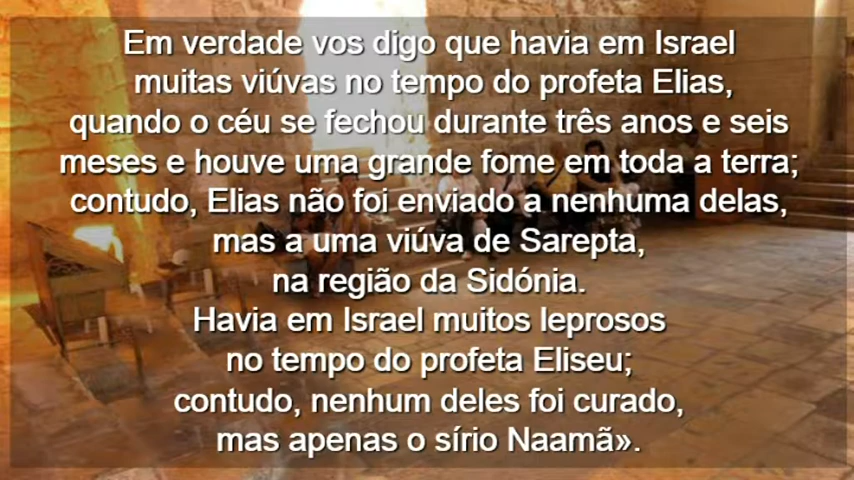 Em verdade vos digo que havia em Israel
muitas viúvas no tempo do profeta Elias,
quando o céu se fechou durante três anos e seis
meses e houve uma grande fome em toda a terra;
contudo, Elias não foi enviado a nenhuma delas,
mas a uma viúva de Sarepta,
na região da Sidónia.
Havia em Israel muitos leprosos
no tempo do profeta Eliseu;
contudo, nenhum deles foi curado,
mas apenas o sírio Naamã».